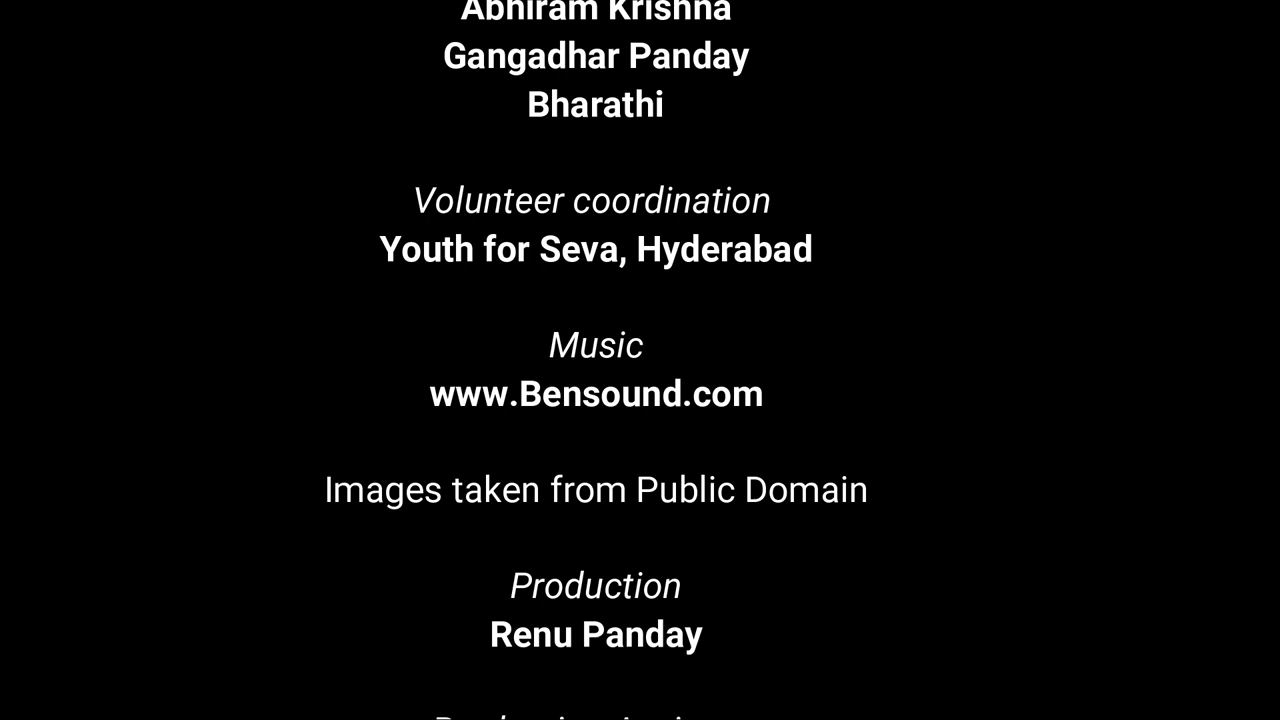 Abhiram Krishna
Gangadhar Panday
Bharathi
Volunteer coordination
Youth for Seva, Hyderabad
Music
www.Bensound.com
Images taken from Public Domain
Production
Renu Panday